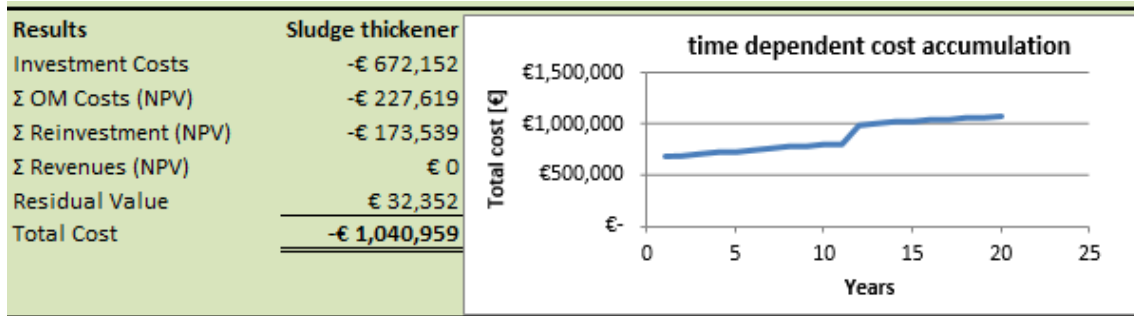 Results Sludge thickener
Investment Costs -€ 672,152
Σ OM Costs (NPV) -€ 227,619
Σ Reinvestment (NPV) -€ 173,539
Σ Revenues (NPV) € 0
Residual Value € 32,352
Total Cost -€ 1,040,959
time dependent cost accumulation
Total cost [€]
€1,500,000
€1,000,000
€500,000
€-
0 5 10 15 20 25
Years